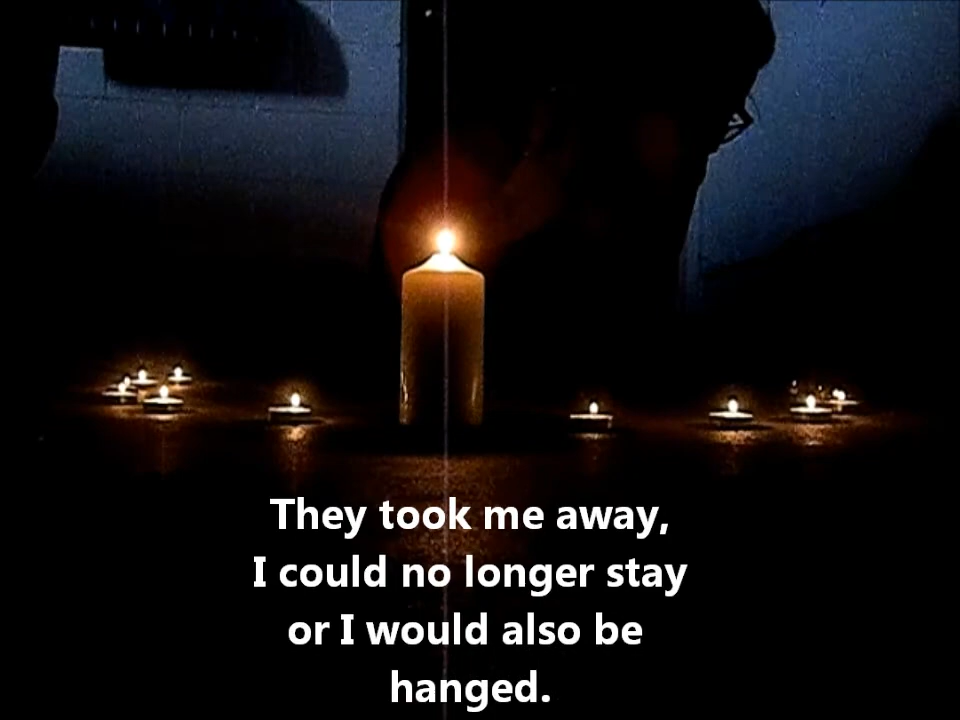 They took me away,
I could no longer stay
or I would also be
hanged.